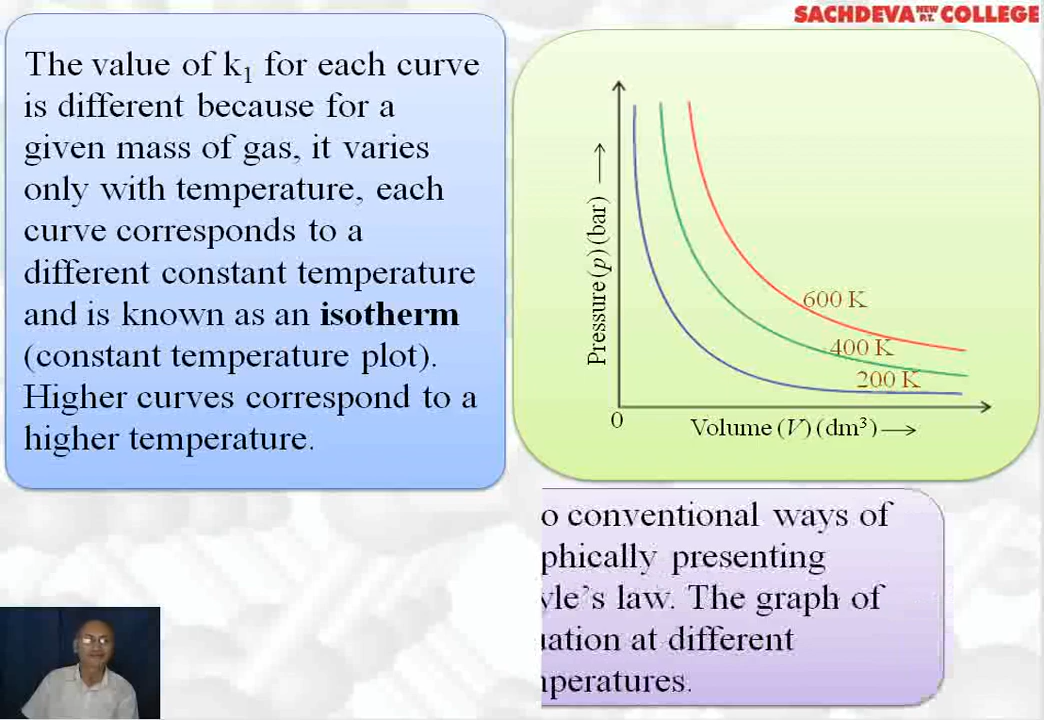 SACHDEVA NEW P.T. COLLEGE
The value of k₁ for each curve
is different because for a
given mass of gas, it varies
only with temperature, each
curve corresponds to a
different constant temperature
and is known as an isotherm
(constant temperature plot).
Higher curves correspond to a
higher temperature.
Pressure (p) (bar)
600 K
400 K
200 K
0
Volume (V) (dm³)
o conventional ways of
phically presenting
yle's law. The graph of
uation at different
nperatures.